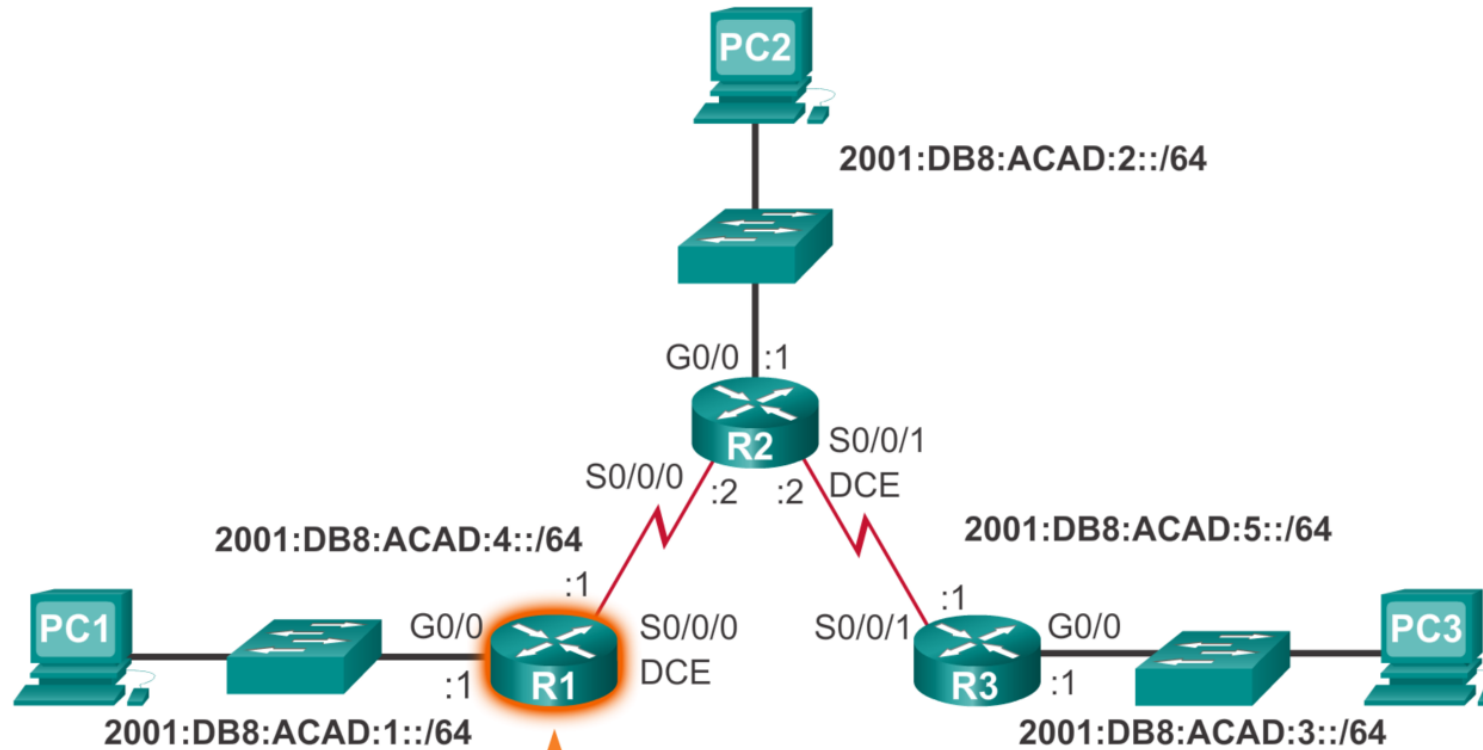 PC2
2001:DB8:ACAD:2::/64
G0/0 :1
R2
S0/0/1
DCE
S0/0/0
:2
:2
2001:DB8:ACAD:4::/64
2001:DB8:ACAD:5::/64
:1
:1
PC1
G0/0
S0/0/0
DCE
:1
R1
S0/0/1
G0/0
R3
:1
PC3
2001:DB8:ACAD:1::/64
2001:DB8:ACAD:3::/64